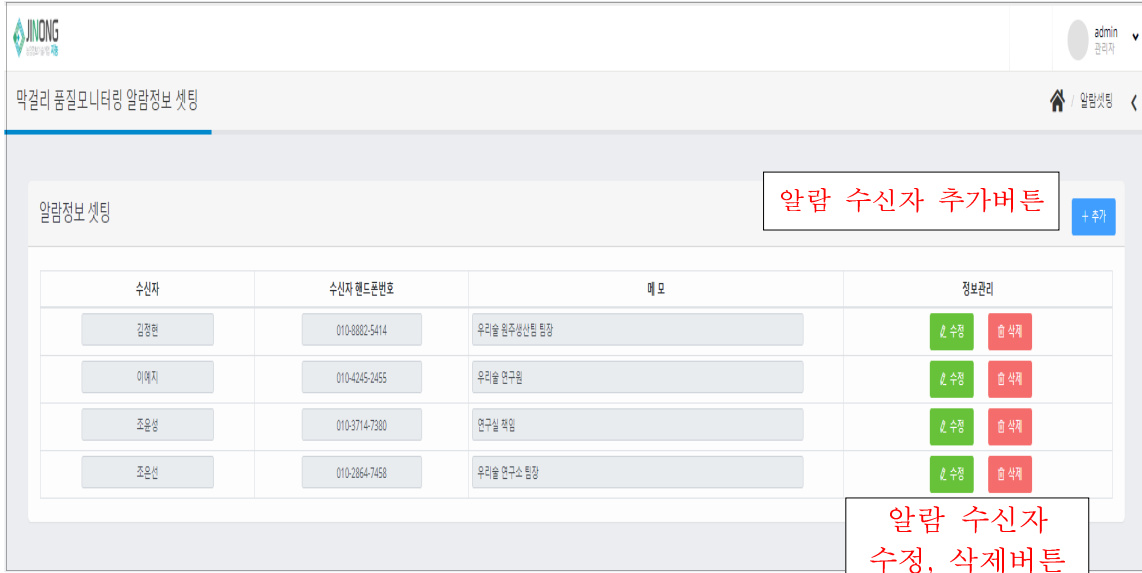 JINONG
admin
관리자
막걸리 품질모니터링 알람정보 셋팅
/ 알람셋팅
알람 수신자 추가버튼
알람정보 셋팅
+ 추가
수신자 수신자 핸드폰번호 메 모 정보관리
김정현 010-8882-5414 우리술 원주생산팀 팀장 수정 삭제
이예지 010-4245-2455 우리술 연구원 수정 삭제
조윤성 010-3714-7380 연구실 책임 수정 삭제
조은선 010-2864-7458 우리술 연구소 팀장 수정 삭제
알람 수신자
수정, 삭제버튼